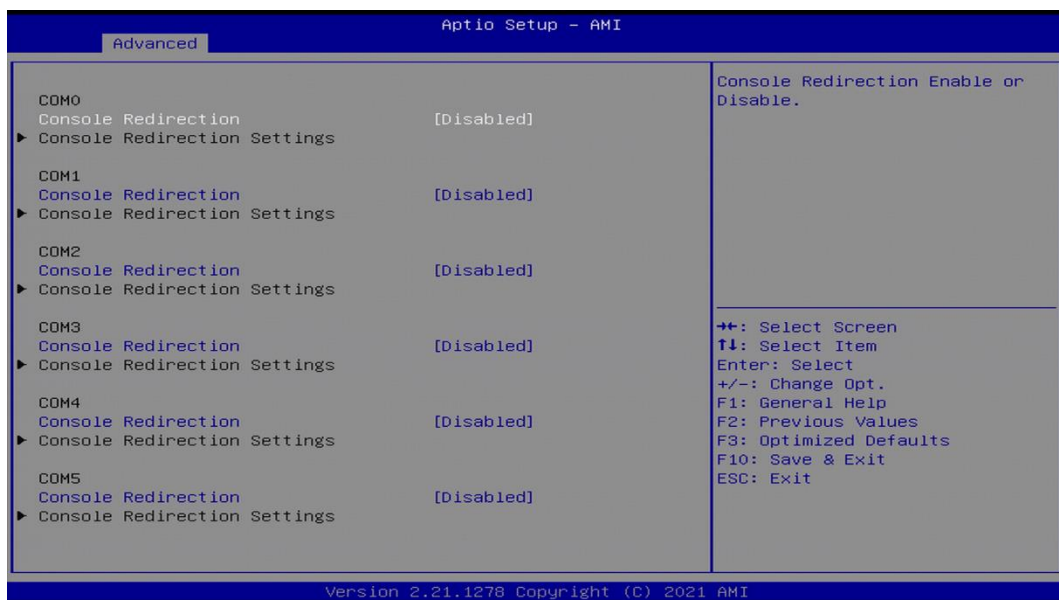 Aptio Setup - AMI
Advanced
COM0
Console Redirection [Disabled]
► Console Redirection Settings
COM1
Console Redirection [Disabled]
► Console Redirection Settings
COM2
Console Redirection [Disabled]
► Console Redirection Settings
COM3
Console Redirection [Disabled]
► Console Redirection Settings
COM4
Console Redirection [Disabled]
► Console Redirection Settings
COM5
Console Redirection [Disabled]
► Console Redirection Settings
Console Redirection Enable or
Disable.
→←: Select Screen
↑↓: Select Item
Enter: Select
+/-: Change Opt.
F1: General Help
F2: Previous Values
F3: Optimized Defaults
F10: Save & Exit
ESC: Exit
Version 2.21.1278 Copyright (C) 2021 AMI